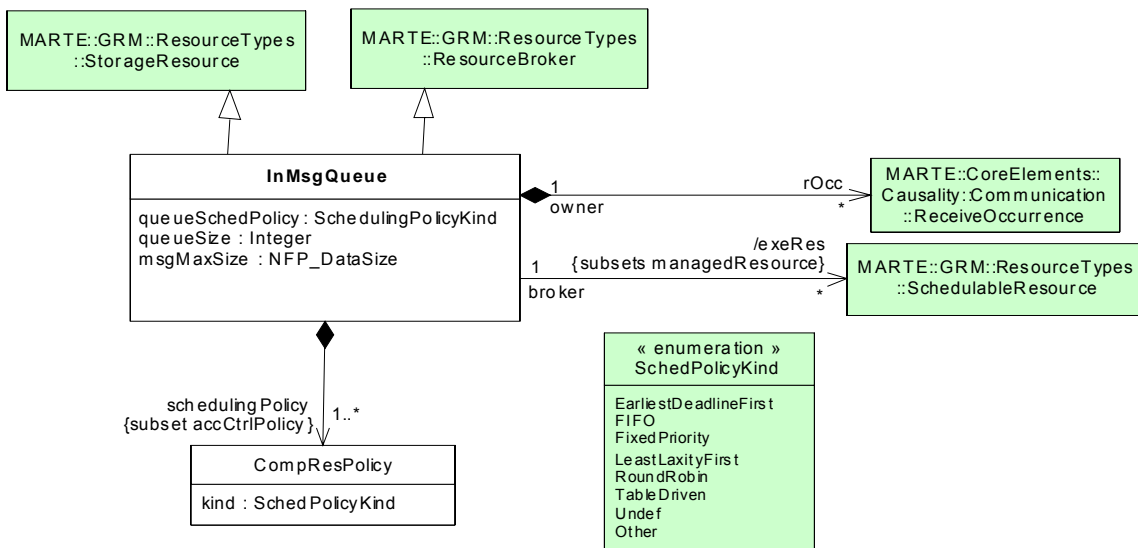 MARTE::GRM::ResourceTypes
::StorageResource
MARTE::GRM::ResourceTypes
::ResourceBroker
InMsgQueue
queueSchedPolicy : SchedulingPolicyKind
queueSize : Integer
msgMaxSize : NFP_DataSize
1
owner
rOcc
*
MARTE::CoreElements::
Causality::Communication
::ReceiveOccurrence
1
broker
/exeRes
{subsets managedResource}
*
MARTE::GRM::ResourceTypes
::SchedulableResource
« enumeration »
SchedPolicyKind
EarliestDeadlineFirst
FIFO
FixedPriority
LeastLaxityFirst
RoundRobin
TableDriven
Undef
Other
schedulingPolicy
{subset accCtrlPolicy}
1..*
CompResPolicy
kind : SchedPolicyKind